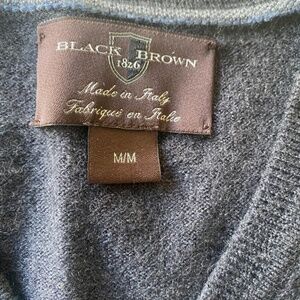 BLACK BROWN
1826
Made in Italy
Fabriqué en Italie
M/M